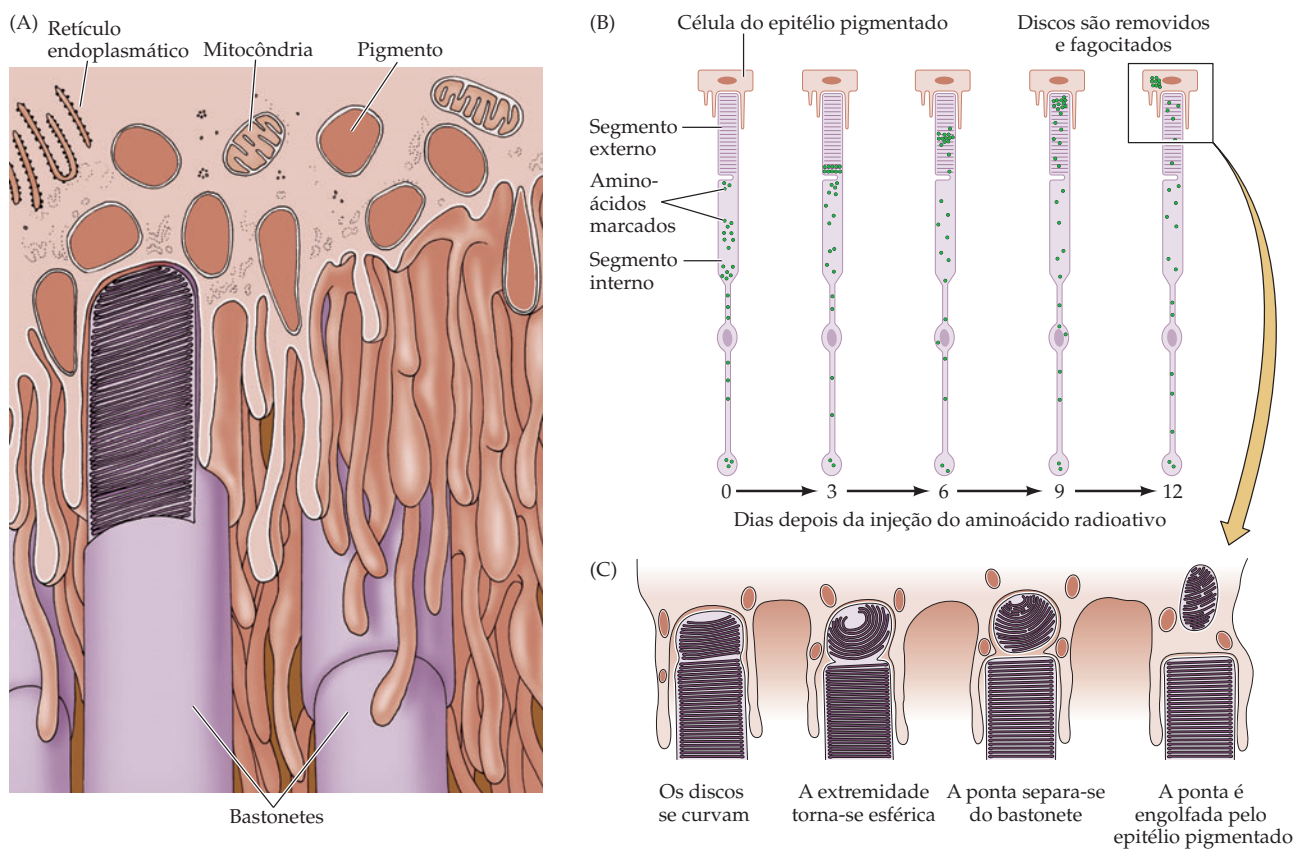 (A)
Retículo
endoplasmático
Mitocôndria
Pigmento
Bastonetes
(B)
Célula do epitélio pigmentado
Discos são removidos
e fagocitados
Segmento
externo
Amino-
ácidos
marcados
Segmento
interno
0 3 6 9 12
Dias depois da injeção do aminoácido radioativo
(C)
Os discos
se curvam
A extremidade
torna-se esférica
A ponta separa-se
do bastonete
A ponta é
engolfada pelo
epitélio pigmentado